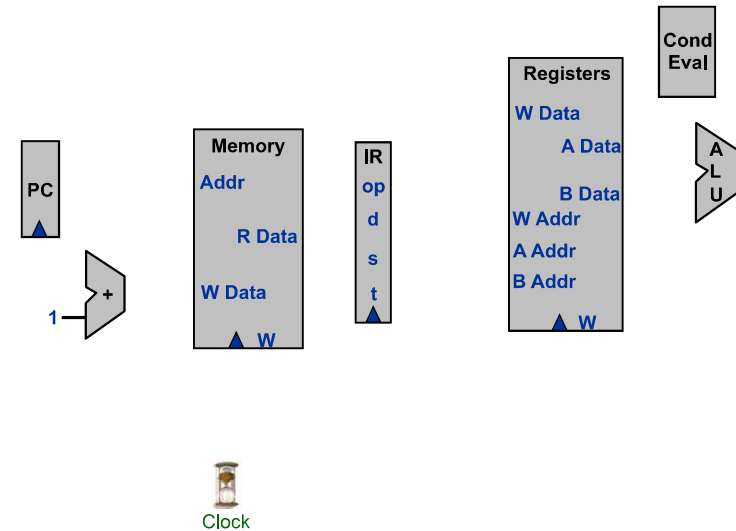 Cond
Eval
Registers
W Data
A Data
B Data
W Addr
A Addr
B Addr
W
A
L
U
Memory
Addr
R Data
W Data
W
IR
op
d
s
t
PC
+
1
Clock